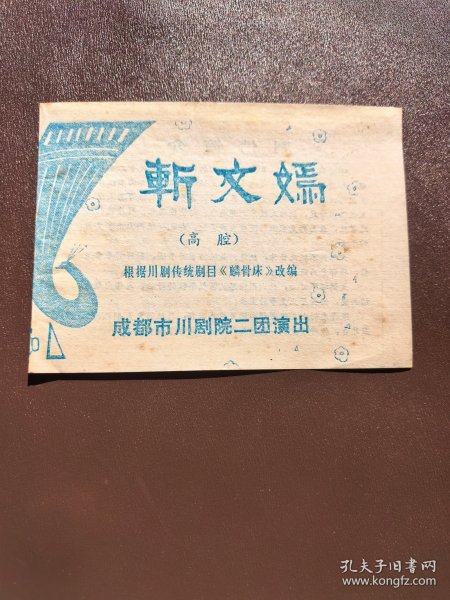 斬文嫣
（高腔）
根据川剧传统剧目《麟骨床》改编
成都市川剧院二团演出
孔夫子旧书网
www.kongfz.com